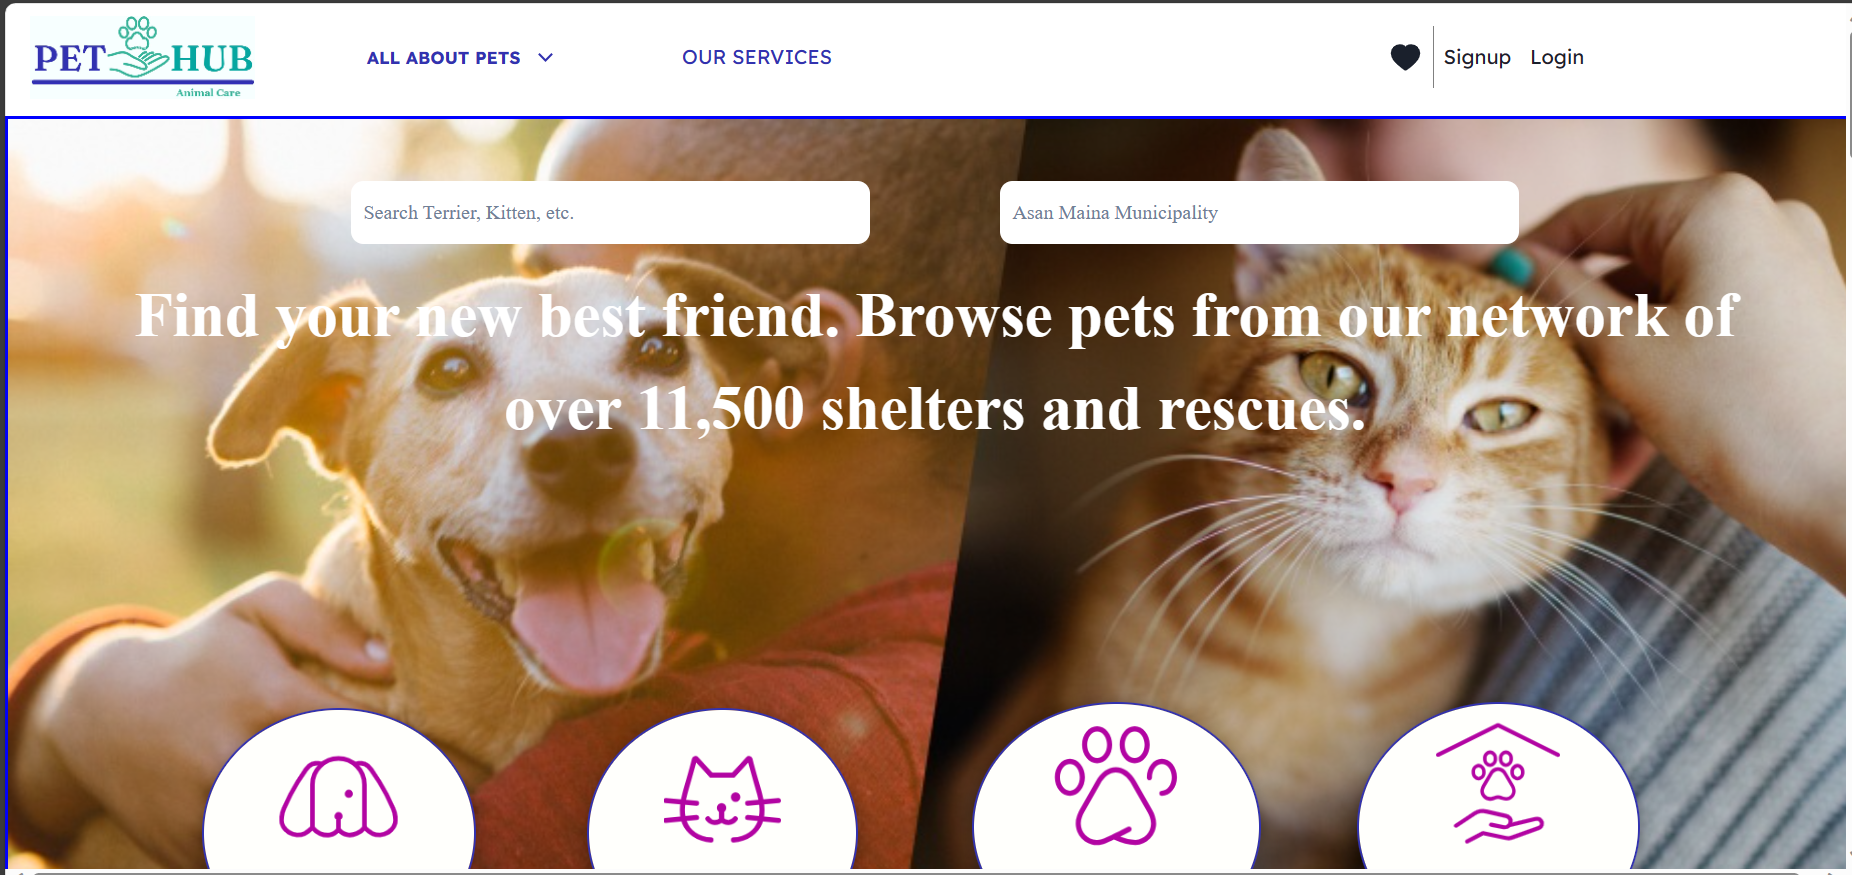 PET HUB
Animal Care
ALL ABOUT PETS
OUR SERVICES
Signup Login
Search Terrier, Kitten, etc.
Asan Maina Municipality
Find your new best friend. Browse pets from our network of
over 11,500 shelters and rescues.